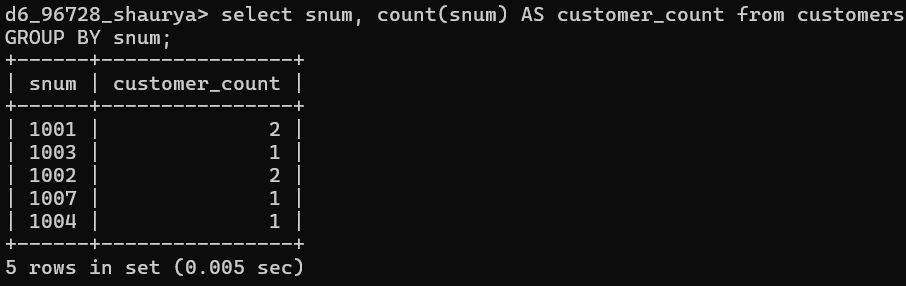 d6_96728_shaurya> select snum, count(snum) AS customer_count from customers
GROUP BY snum;
+------+----------------+
| snum | customer_count |
+------+----------------+
| 1001 |              2 |
| 1003 |              1 |
| 1002 |              2 |
| 1007 |              1 |
| 1004 |              1 |
+------+----------------+
5 rows in set (0.005 sec)